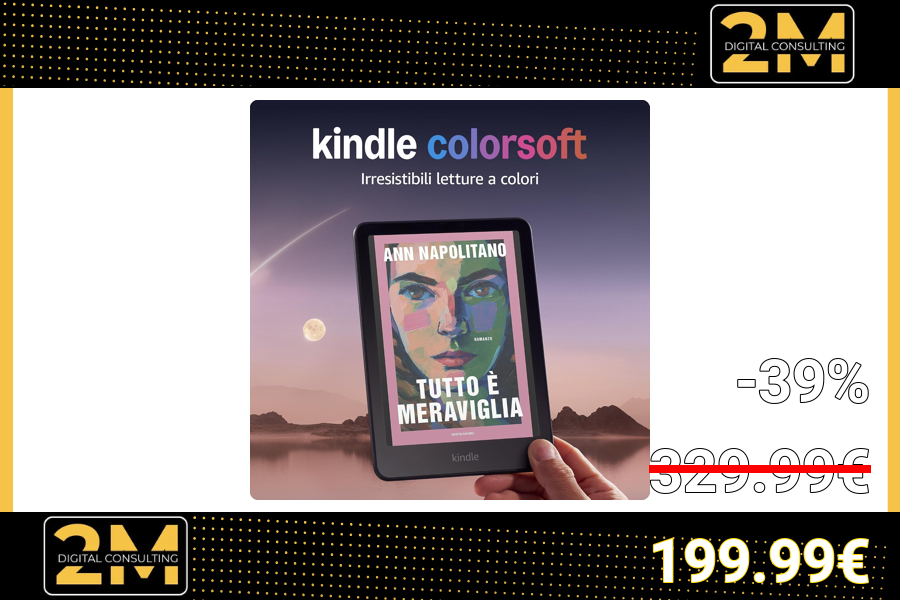 2M
DIGITAL CONSULTING
kindle colorsoft
Irresistibili letture a colori
ANN NAPOLITANO
ROMANZO
TUTTO È
MERAVIGLIA
kindle
-39%
329.99€
2M
DIGITAL CONSULTING
199.99€